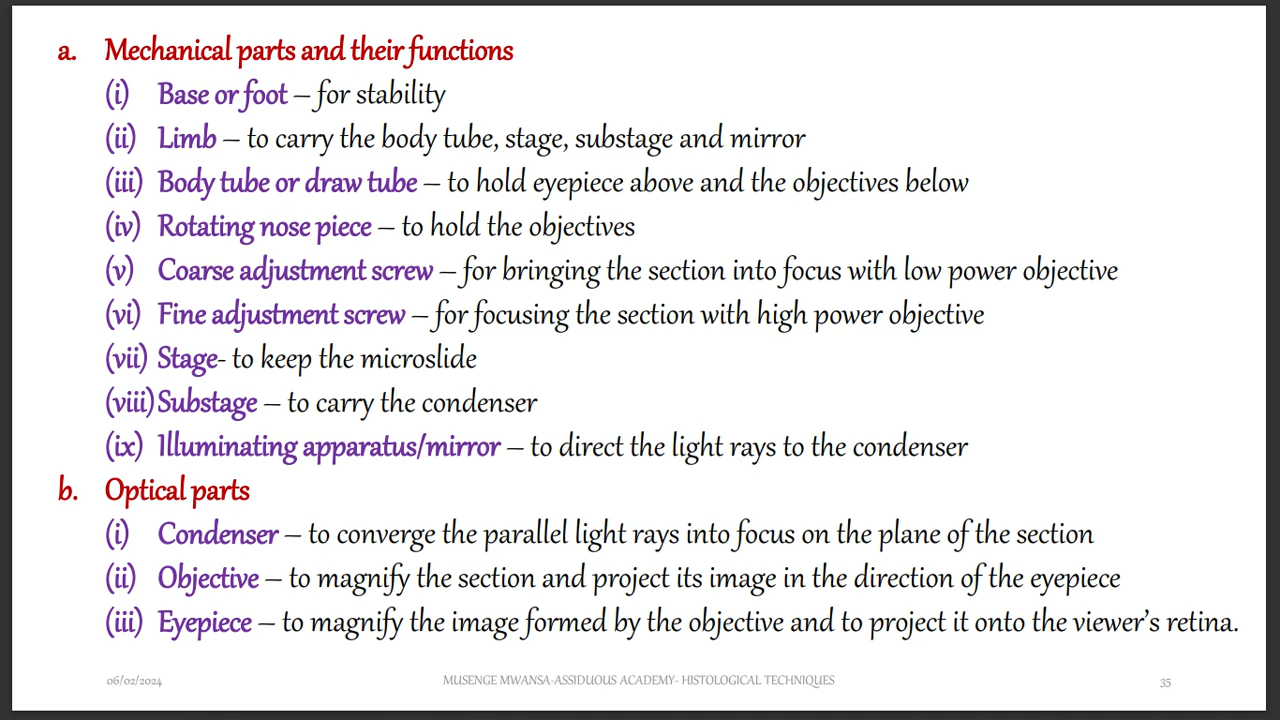 a. Mechanical parts and their functions
(i) Base or foot – for stability
(ii) Limb – to carry the body tube, stage, substage and mirror
(iii) Body tube or draw tube – to hold eyepiece above and the objectives below
(iv) Rotating nose piece – to hold the objectives
(v) Coarse adjustment screw – for bringing the section into focus with low power objective
(vi) Fine adjustment screw – for focusing the section with high power objective
(vii) Stage- to keep the microslide
(viii) Substage – to carry the condenser
(ix) Illuminating apparatus/mirror – to direct the light rays to the condenser
b. Optical parts
(i) Condenser – to converge the parallel light rays into focus on the plane of the section
(ii) Objective – to magnify the section and project its image in the direction of the eyepiece
(iii) Eyepiece – to magnify the image formed by the objective and to project it onto the viewer’s retina.
06/02/2024 MUSENGE MWANSA-ASSIDUOUS ACADEMY- HISTOLOGICAL TECHNIQUES 35